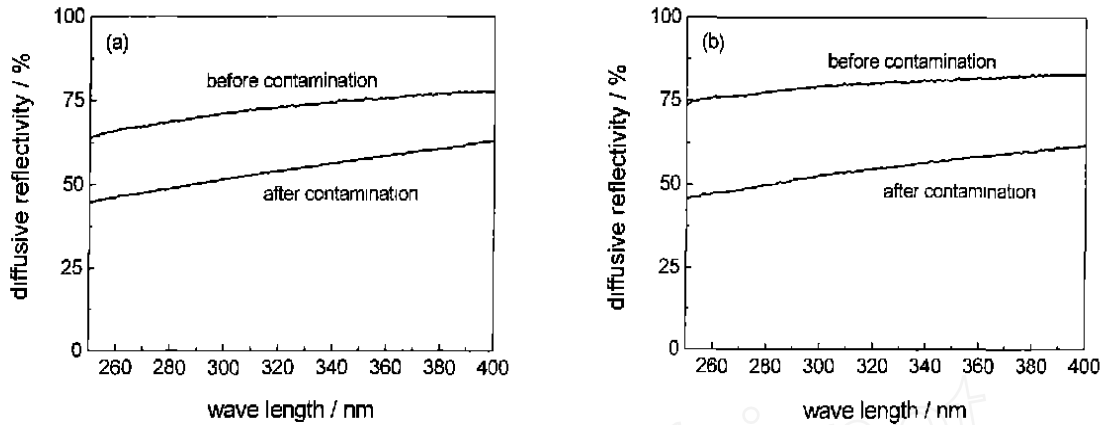 (a)
before contamination
after contamination
100
75
50
25
0
260 280 300 320 340 360 380 400
diffusive reflectivity / %
wave length / nm
(b)
before contamination
after contamination
100
75
50
25
0
260 280 300 320 340 360 380 400
diffusive reflectivity / %
wave length / nm